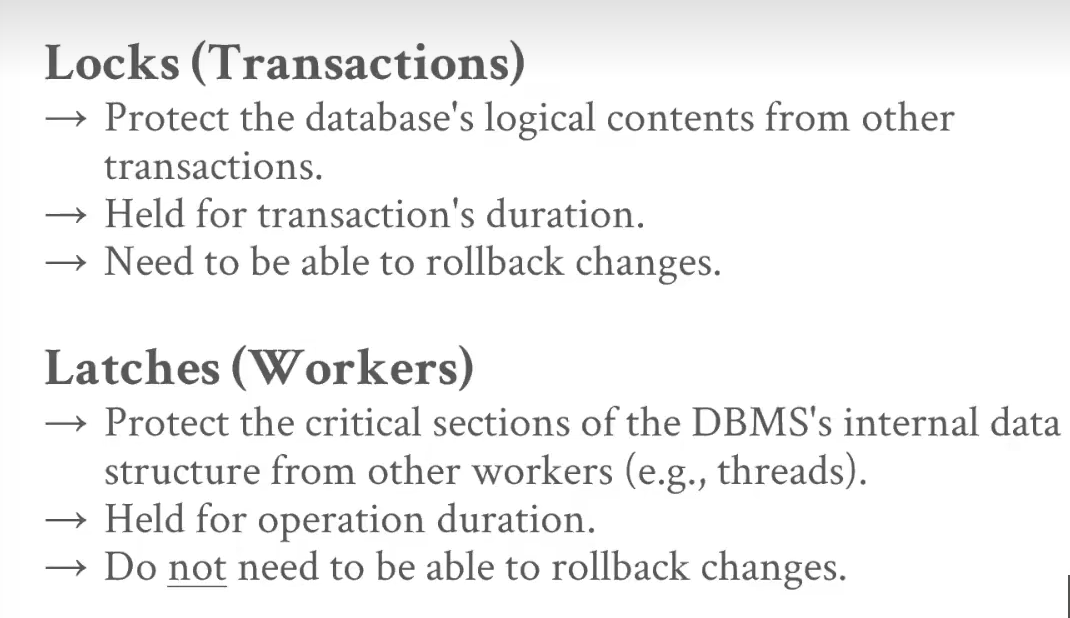 Locks (Transactions)
→ Protect the database's logical contents from other
transactions.
→ Held for transaction's duration.
→ Need to be able to rollback changes.
Latches (Workers)
→ Protect the critical sections of the DBMS's internal data
structure from other workers (e.g., threads).
→ Held for operation duration.
→ Do not need to be able to rollback changes.